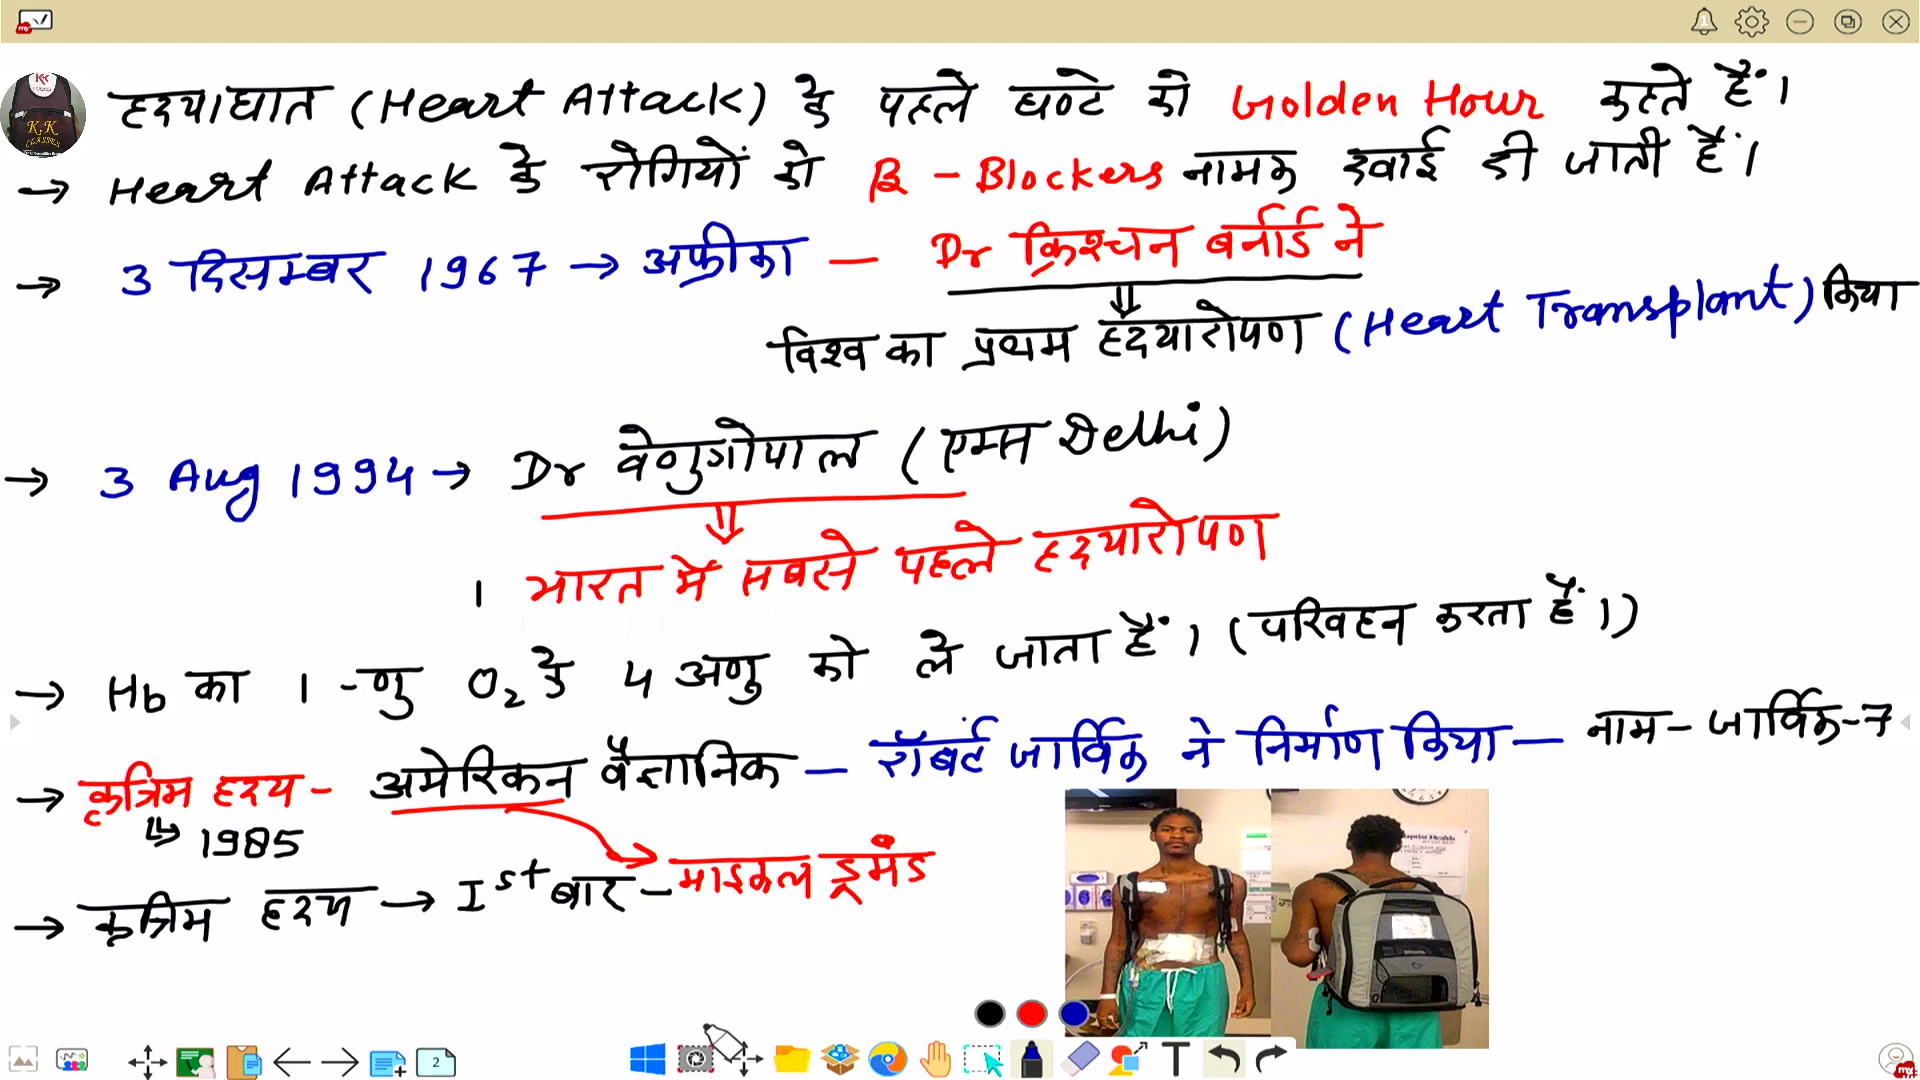 हृदयाघात (Heart Attack) के पहले घण्टे को Golden Hour कहते हैं।
→ Heart Attack के रोगियों को β - Blockers नामक दवाई दी जाती हैं।
→ 3 दिसम्बर 1967 → अफ्रीका — Dr क्रिश्चन बर्नार्ड ने
⇓
विश्व का प्रथम हृदयारोपण (Heart Transplant) किया
→ 3 Aug 1994 → Dr वेणुगोपाल (एम्स Delhi)
⇓
। भारत में सबसे पहले हृदयारोपण
→ Hb का 1 -णु O₂ के 4 अणु को ले जाता हैं। (परिवहन करता हैं।)
→ कृत्रिम हृदय - अमेरिकन वैज्ञानिक — रॉबर्ट जार्विक ने निर्माण किया — नाम - जार्विक-7
↳ 1985
→ कृत्रिम हृदय → Ist बार - माइकल ड्रमंड
K.K
CLASSES
2